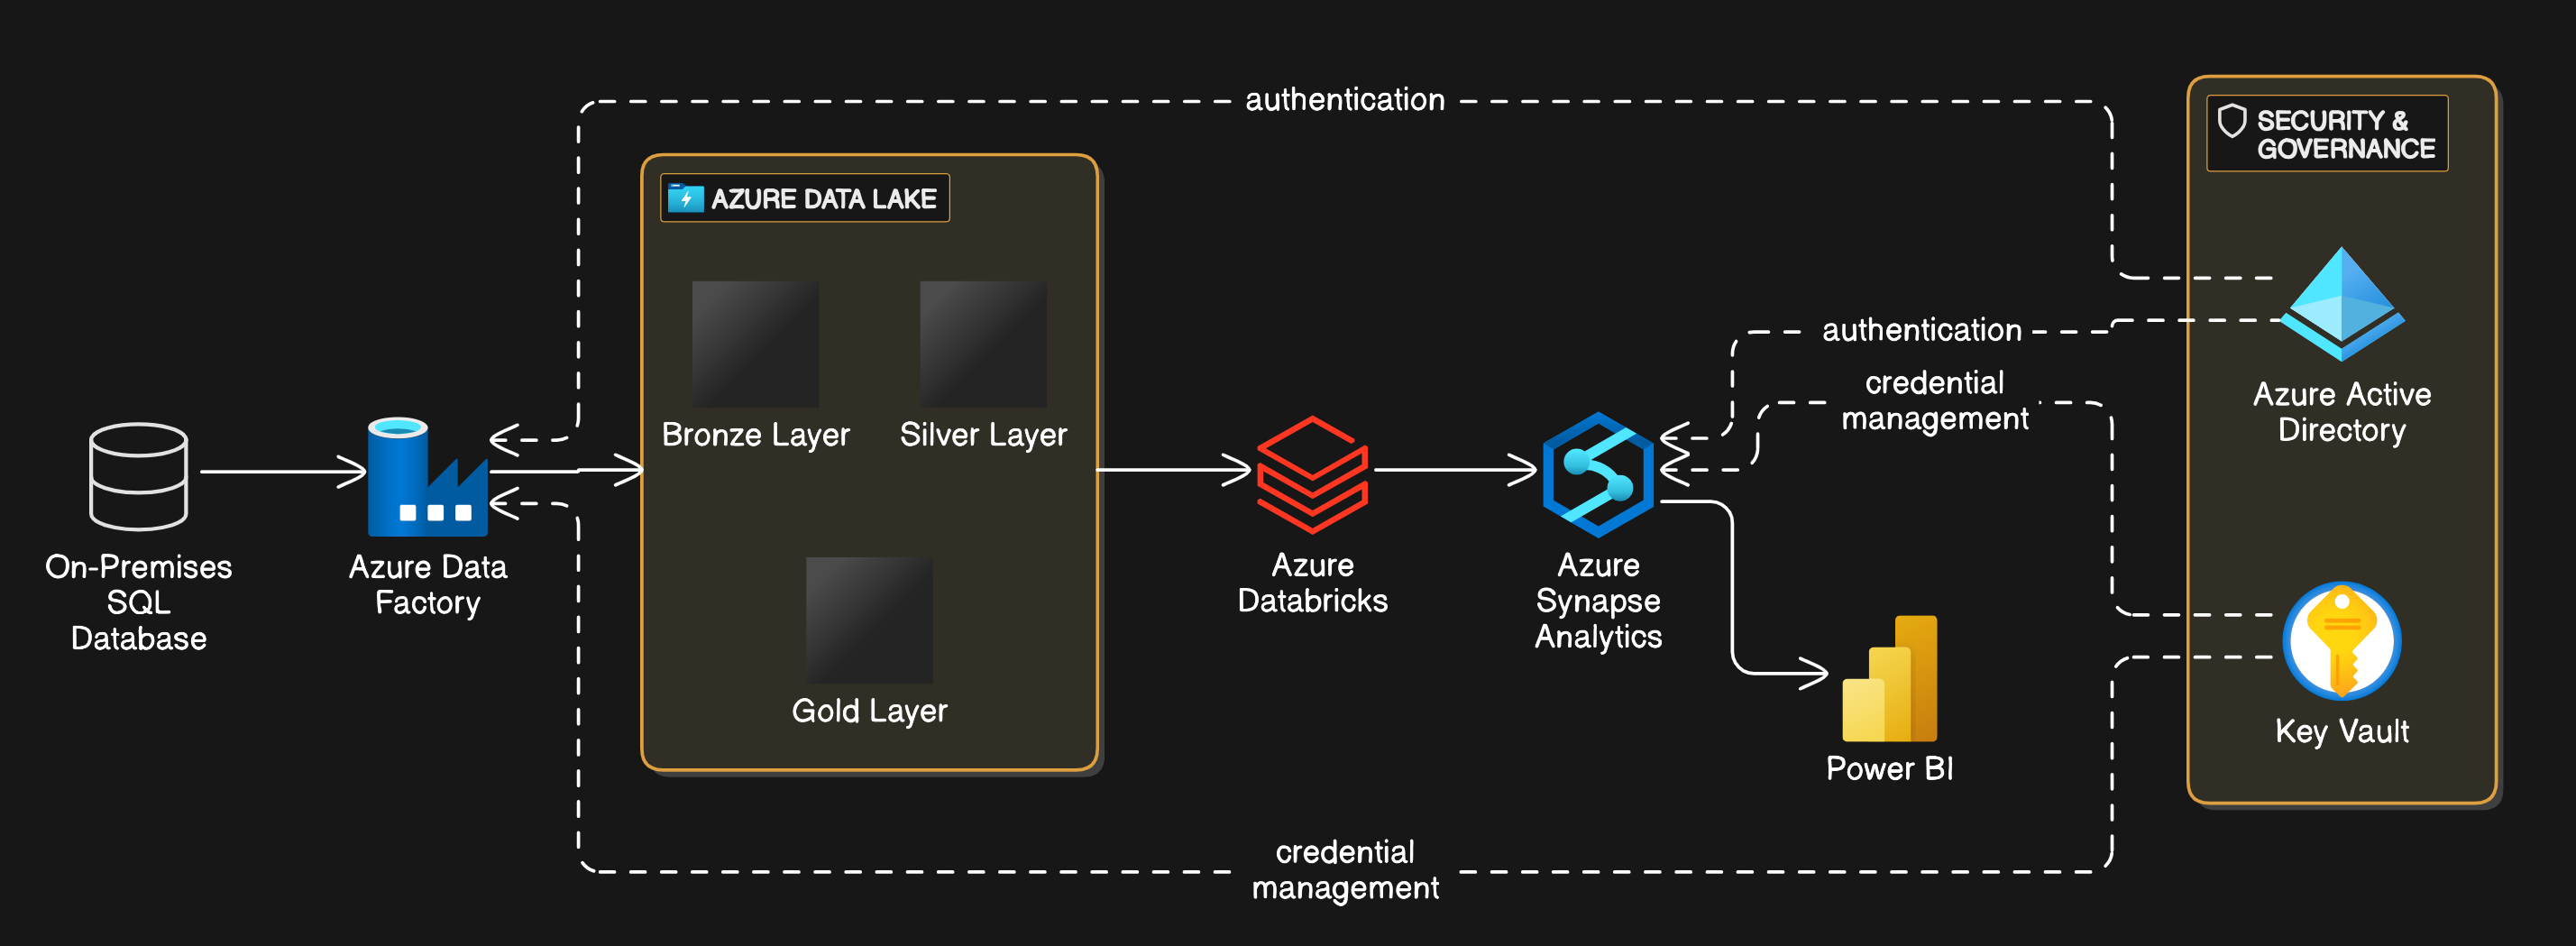 authentication
SECURITY &
GOVERNANCE
AZURE DATA LAKE
authentication
credential
management
Azure Active
Directory
Bronze Layer
Silver Layer
On-Premises
SQL
Database
Azure Data
Factory
Azure
Databricks
Azure
Synapse
Analytics
Gold Layer
Key Vault
Power BI
credential
management